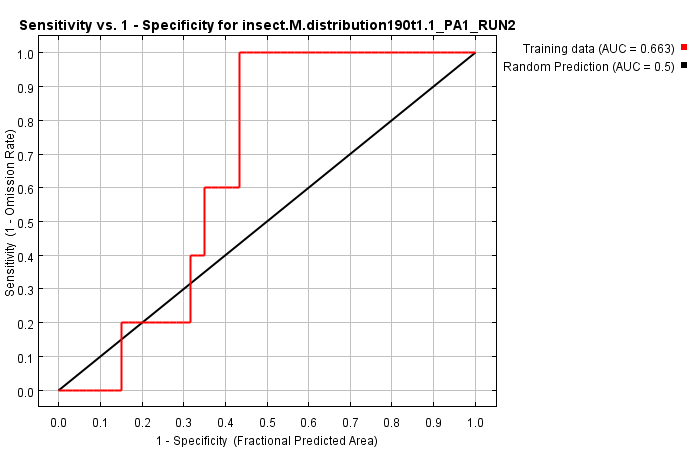 Sensitivity vs. 1 - Specificity for insect.M.distribution190t1.1_PA1_RUN2
Training data (AUC = 0.663)
Random Prediction (AUC = 0.5)
Sensitivity (1 - Omission Rate)
1.0
0.9
0.8
0.7
0.6
0.5
0.4
0.3
0.2
0.1
0.0
0.0 0.1 0.2 0.3 0.4 0.5 0.6 0.7 0.8 0.9 1.0
1 - Specificity (Fractional Predicted Area)